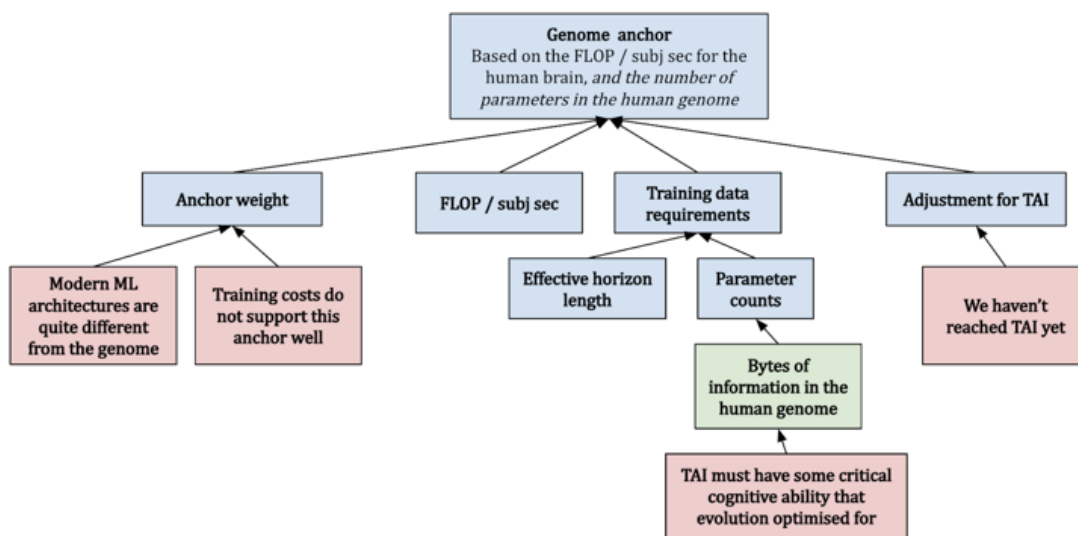 Genome anchor
Based on the FLOP / subj sec for the
human brain, and the number of
parameters in the human genome
Anchor weight
FLOP / subj sec
Training data
requirements
Adjustment for TAI
Modern ML
architectures are
quite different
from the genome
Training costs do
not support this
anchor well
Effective horizon
length
Parameter
counts
We haven't
reached TAI yet
Bytes of
information in the
human genome
TAI must have some critical
cognitive ability that
evolution optimised for